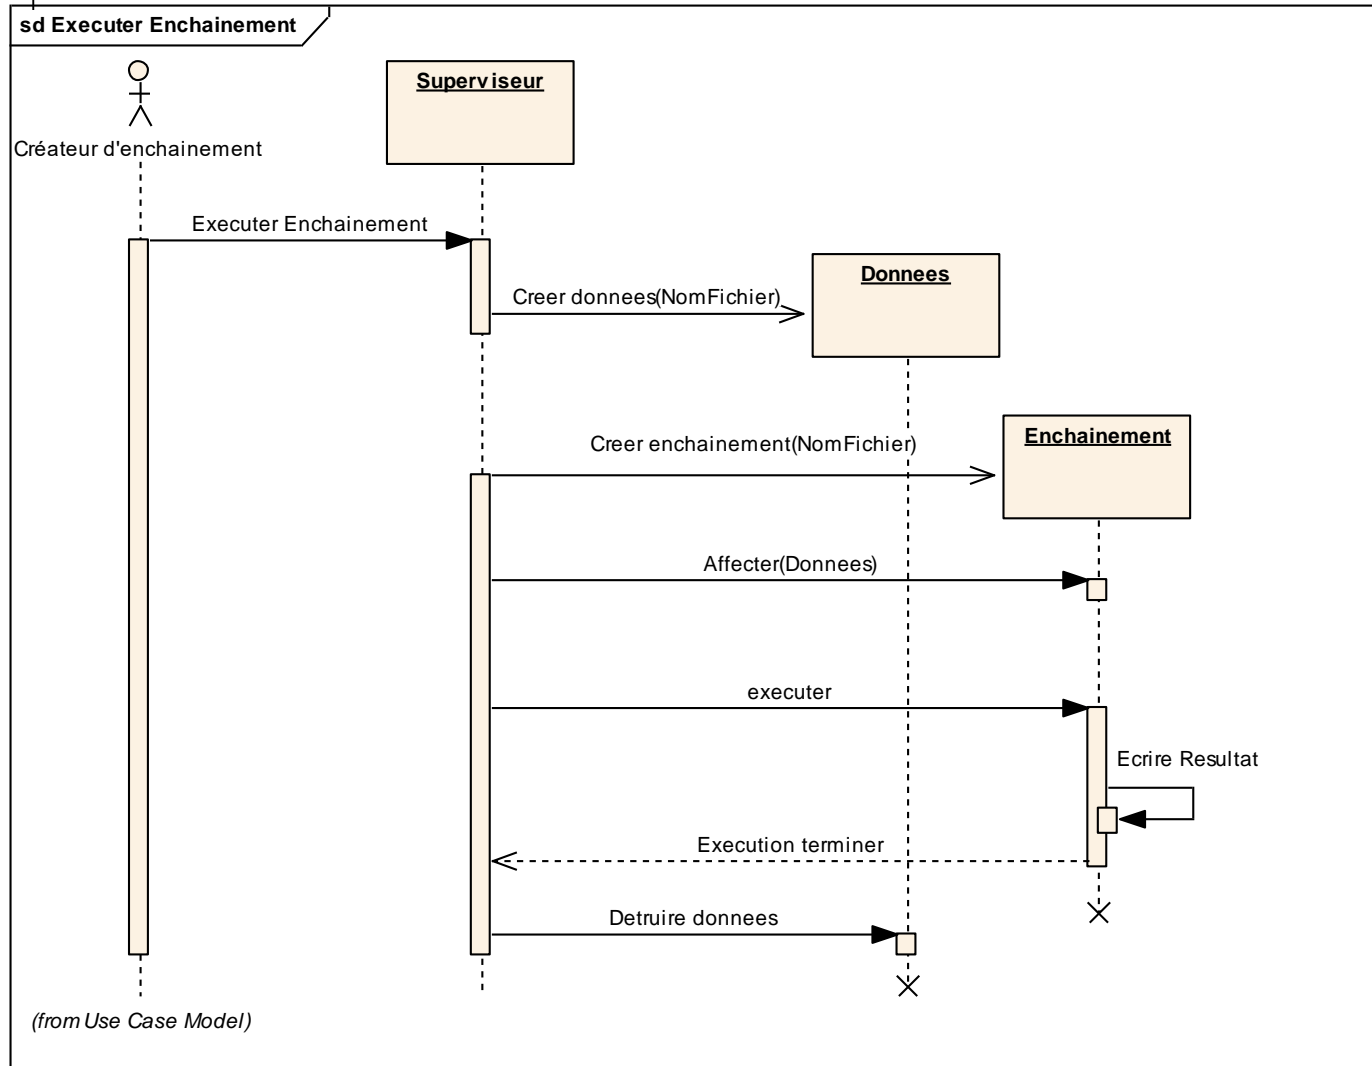 sd Executer Enchainement
Créateur d'enchainement
Superviseur
Executer Enchainement
Donnees
Creer donnees(NomFichier)
Enchainement
Creer enchainement(NomFichier)
Affecter(Donnees)
executer
Ecrire Resultat
Execution terminer
Detruire donnees
(from Use Case Model)